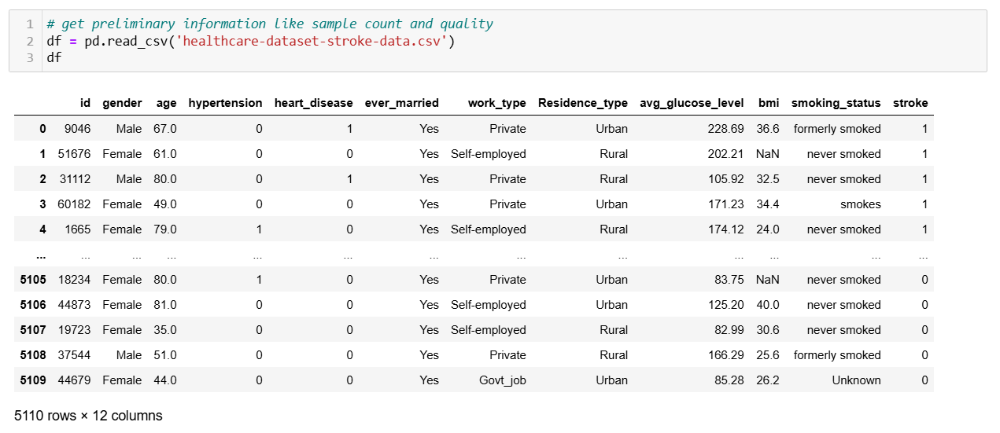 1 # get preliminary information like sample count and quality
2 df = pd.read_csv('healthcare-dataset-stroke-data.csv')
3 df
id gender age hypertension heart_disease ever_married work_type Residence_type avg_glucose_level bmi smoking_status stroke
0 9046 Male 67.0 0 1 Yes Private Urban 228.69 36.6 formerly smoked 1
1 51676 Female 61.0 0 0 Yes Self-employed Rural 202.21 NaN never smoked 1
2 31112 Male 80.0 0 1 Yes Private Rural 105.92 32.5 never smoked 1
3 60182 Female 49.0 0 0 Yes Private Urban 171.23 34.4 smokes 1
4 1665 Female 79.0 1 0 Yes Self-employed Rural 174.12 24.0 never smoked 1
... ... ... ... ... ... ... ... ... ... ... ... ...
5105 18234 Female 80.0 1 0 Yes Private Urban 83.75 NaN never smoked 0
5106 44873 Female 81.0 0 0 Yes Self-employed Urban 125.20 40.0 never smoked 0
5107 19723 Female 35.0 0 0 Yes Self-employed Rural 82.99 30.6 never smoked 0
5108 37544 Male 51.0 0 0 Yes Private Rural 166.29 25.6 formerly smoked 0
5109 44679 Female 44.0 0 0 Yes Govt_job Urban 85.28 26.2 Unknown 0
5110 rows × 12 columns